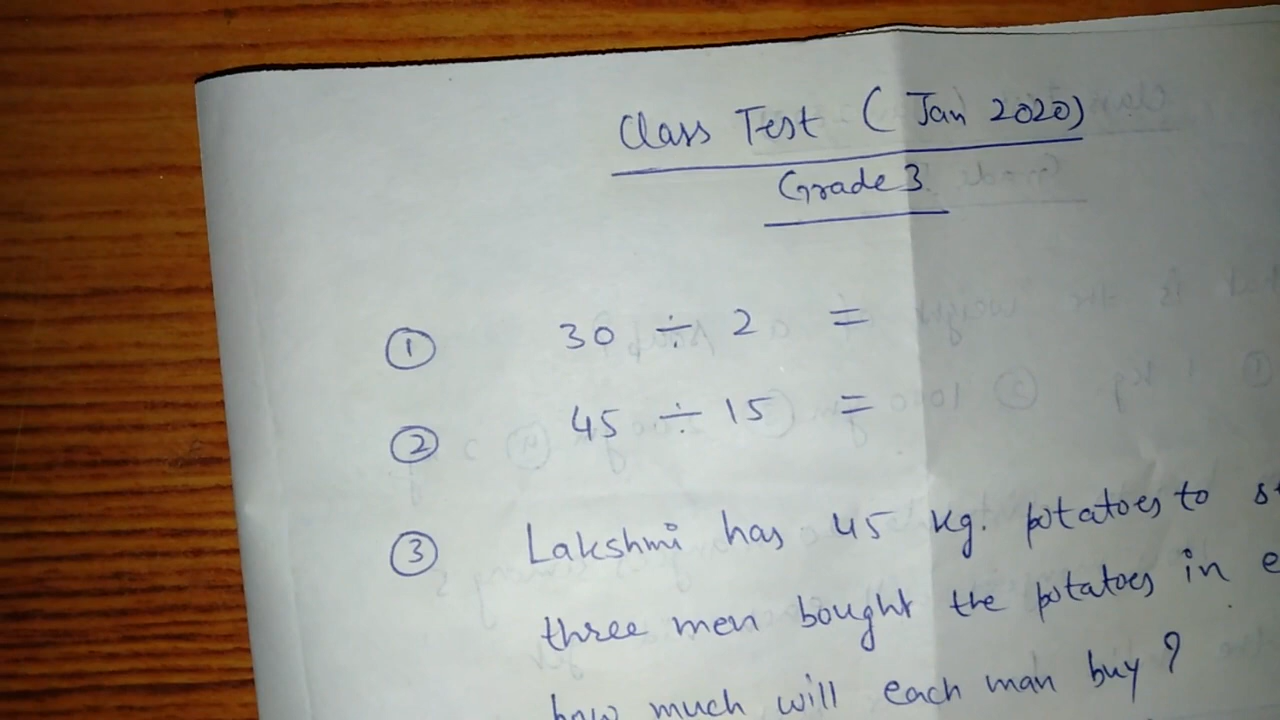 Class Test ( Jan 2020)
Grade 3
① 30 ÷ 2 =
② 45 ÷ 15 =
③ Lakshmi has 45 kg. potatoes to
three men bought the potatoes in
how much will each man buy ?